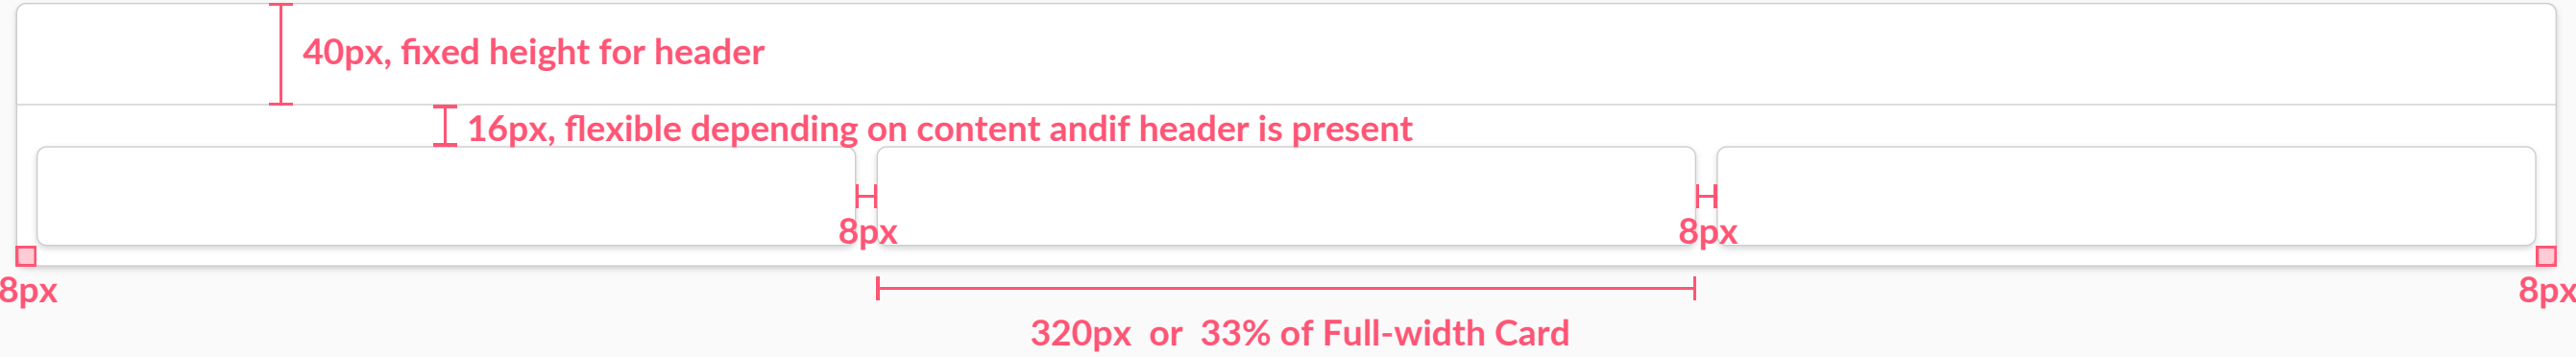 40px, fixed height for header
16px, flexible depending on content andif header is present
8px
8px
8px
8px
320px or 33% of Full-width Card